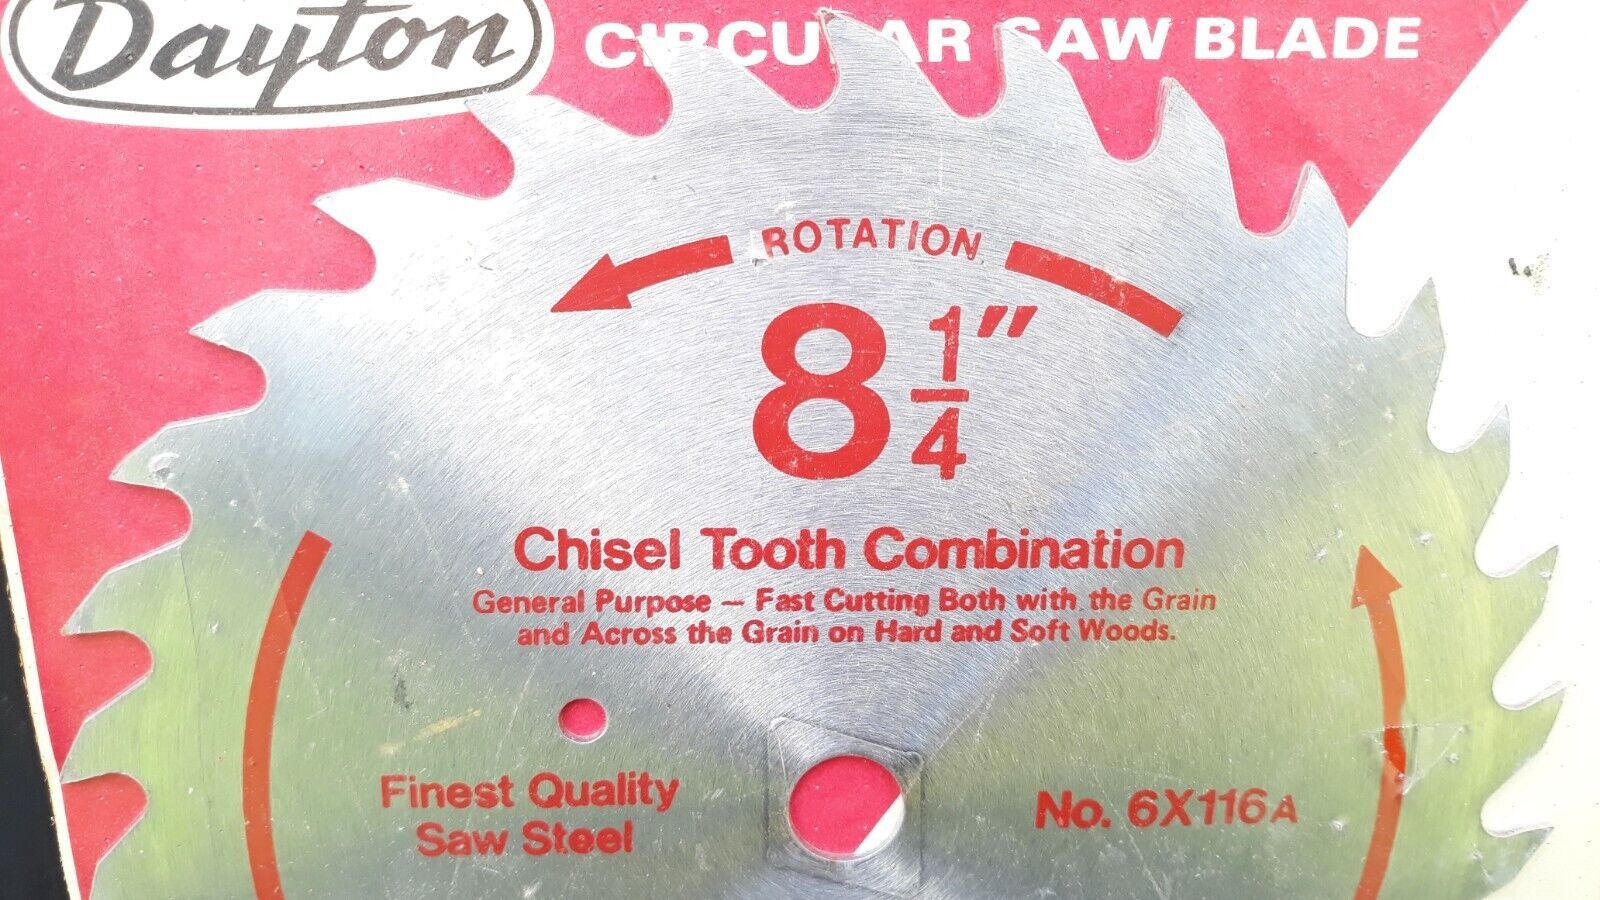 Dayton
CIRCULAR SAW BLADE
ROTATION
8 1/4"
Chisel Tooth Combination
General Purpose – Fast Cutting Both with the Grain
and Across the Grain on Hard and Soft Woods.
Finest Quality
Saw Steel
No. 6X116A